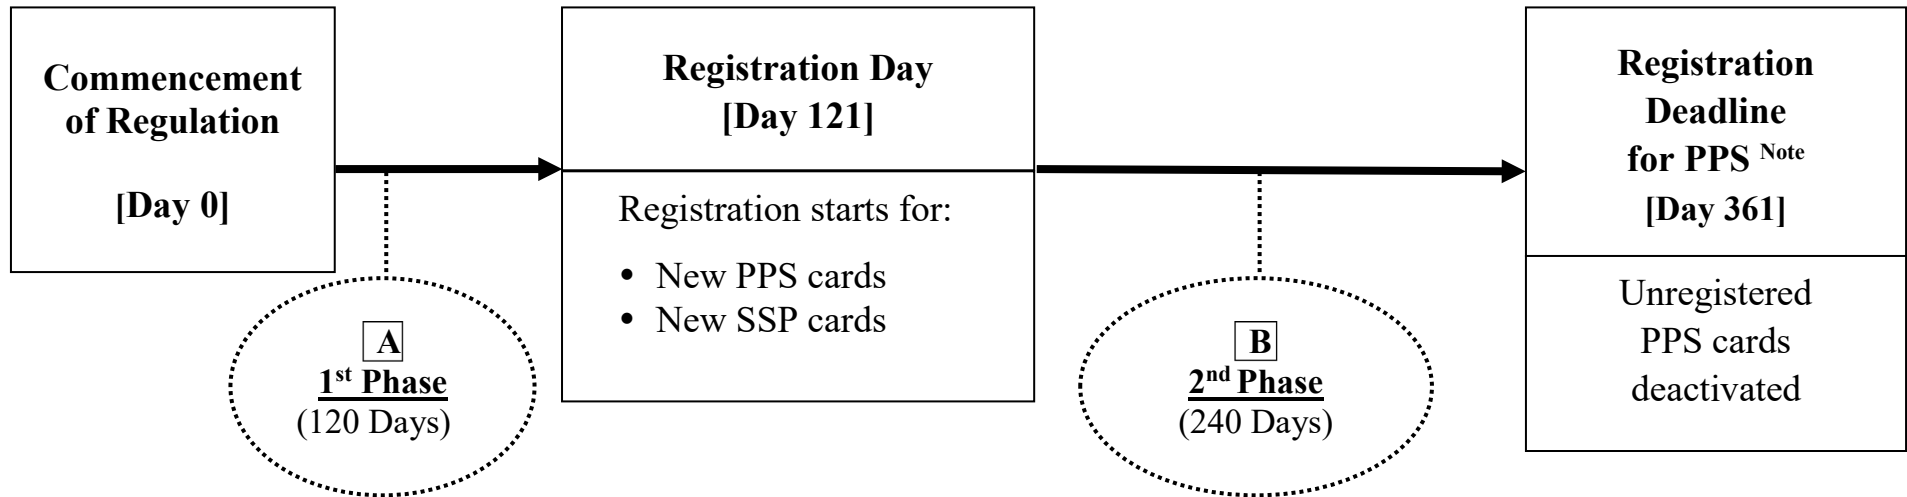 Commencement
of Regulation
[Day 0]
Registration Day
[Day 121]
Registration starts for:
• New PPS cards
• New SSP cards
Registration
Deadline
for PPS Note
[Day 361]
Unregistered
PPS cards
deactivated
A
1st Phase
(120 Days)
B
2nd Phase
(240 Days)